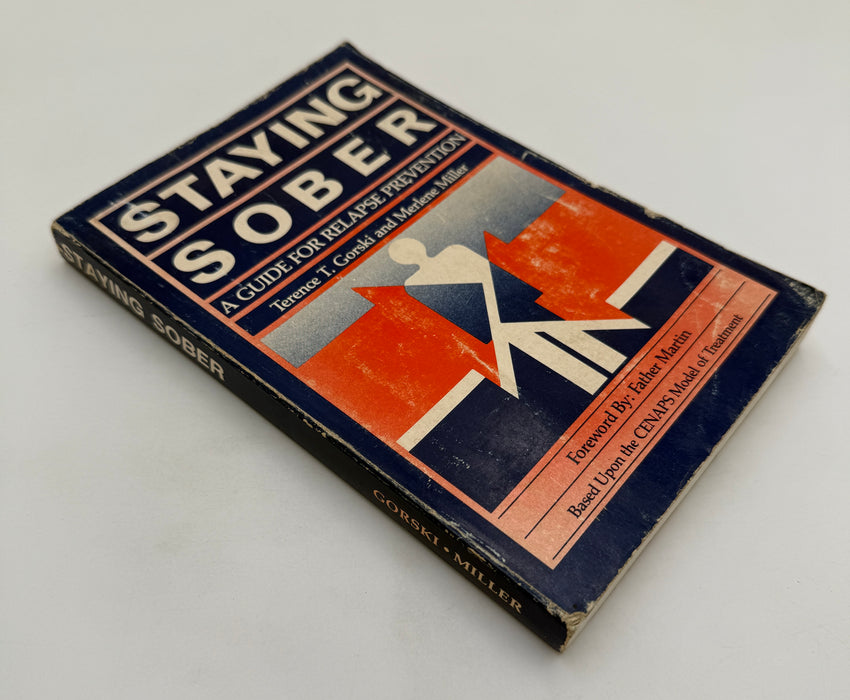 STAYING
SOBER
A GUIDE FOR RELAPSE PREVENTION
Terence T. Gorski and Merlene Miller
Foreword By: Father Martin
Based Upon the CENAPS Model of Treatment
STAYING SOBER
GORSKI • MILLER